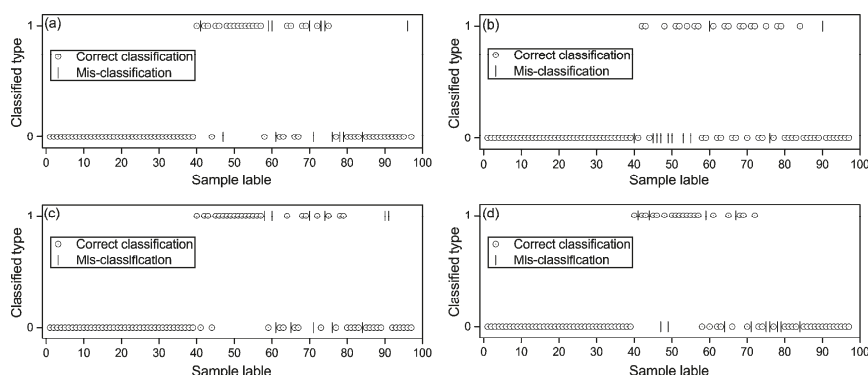 (a)
1
Correct classification
Mis-classification
Classified type
0
0 10 20 30 40 50 60 70 80 90 100
Sample lable
(b)
1
Correct classification
Mis-classification
Classified type
0
0 10 20 30 40 50 60 70 80 90 100
Sample lable
(c)
1
Correct classification
Mis-classification
Classified type
0
0 10 20 30 40 50 60 70 80 90 100
Sample lable
(d)
1
Correct classification
Mis-classification
Classified type
0
0 10 20 30 40 50 60 70 80 90 100
Sample lable